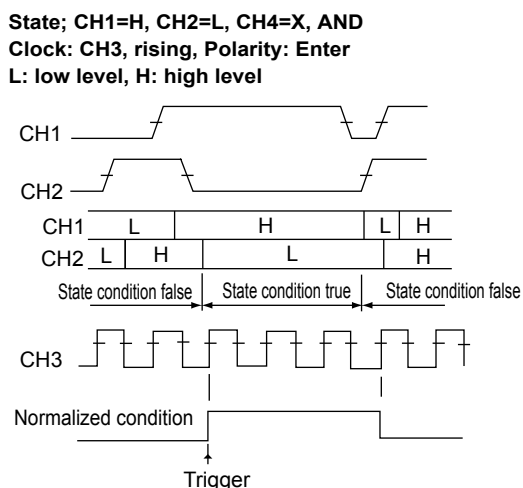 State; CH1=H, CH2=L, CH4=X, AND
Clock: CH3, rising, Polarity: Enter
L: low level, H: high level
CH1
CH2
CH1 L H L H
CH2 L H L H
State condition false State condition true State condition false
CH3
Normalized condition
Trigger